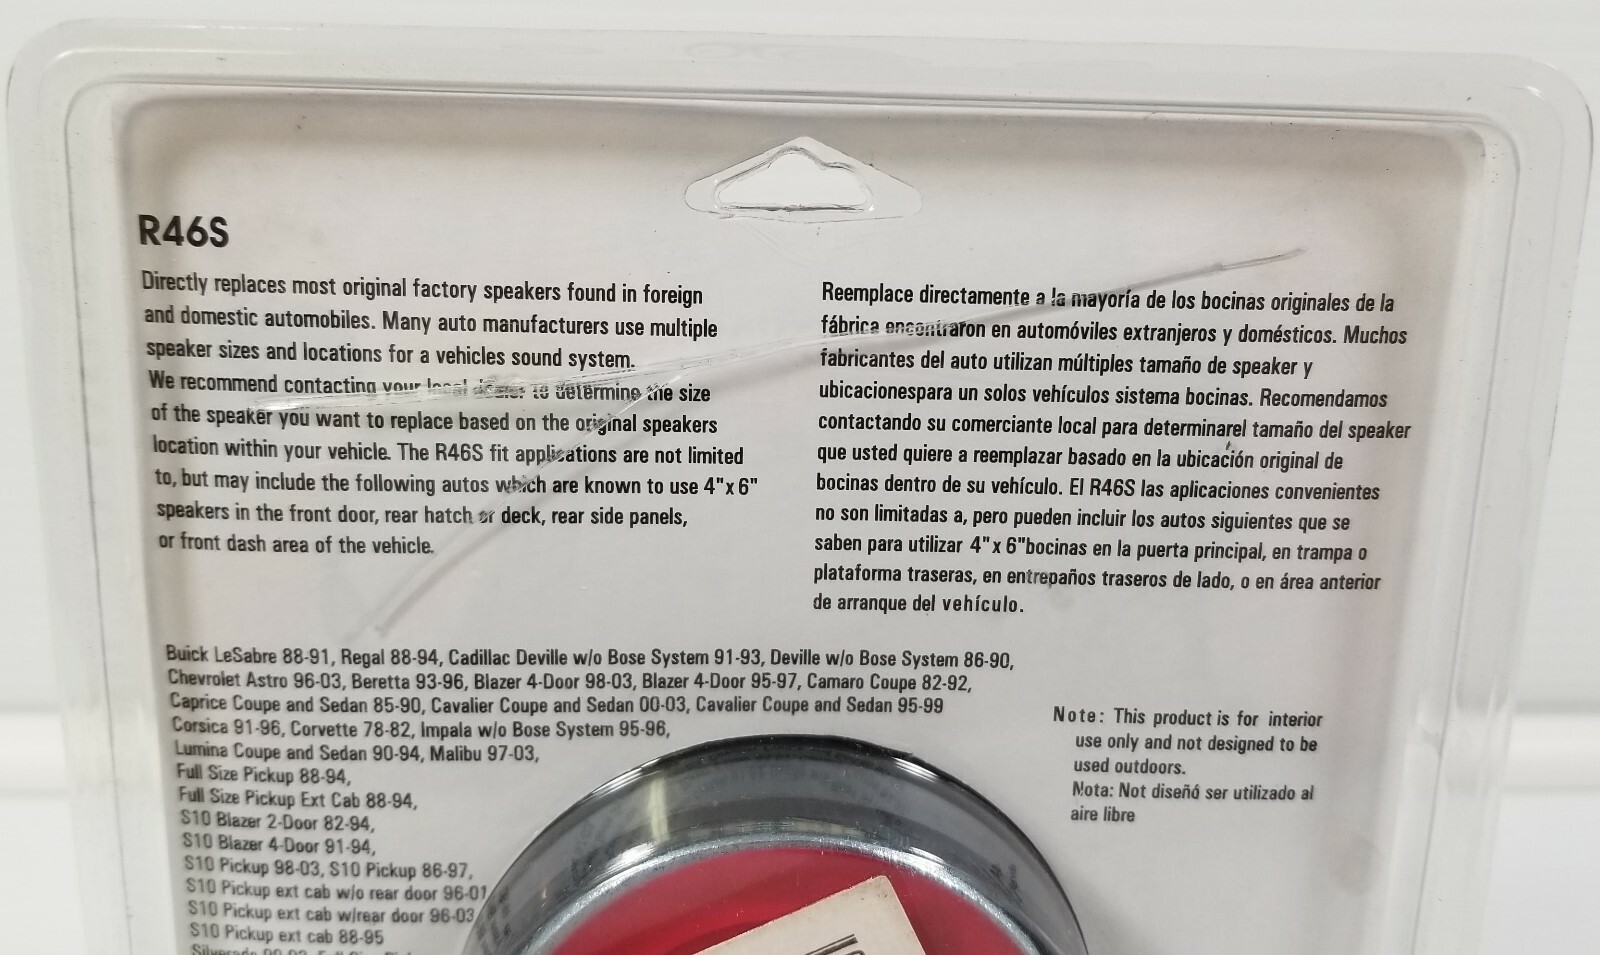 R46S
Directly replaces most original factory speakers found in foreign
and domestic automobiles. Many auto manufacturers use multiple
speaker sizes and locations for a vehicles sound system.
We recommend contacting your local dealer to determine the size
of the speaker you want to replace based on the original speakers
location within your vehicle. The R46S fit applications are not limited
to, but may include the following autos which are known to use 4"x 6"
speakers in the front door, rear hatch or deck, rear side panels,
or front dash area of the vehicle.
Reemplace directamente a la mayoría de los bocinas originales de la
fábrica encontraron en automóviles extranjeros y domésticos. Muchos
fabricantes del auto utilizan múltiples tamaño de speaker y
ubicacionespara un solos vehículos sistema bocinas. Recomendamos
contactando su comerciante local para determinarel tamaño del speaker
que usted quiere a reemplazar basado en la ubicación original de
bocinas dentro de su vehículo. El R46S las aplicaciones convenientes
no son limitadas a, pero pueden incluir los autos siguientes que se
saben para utilizar 4"x 6"bocinas en la puerta principal, en trampa o
plataforma traseras, en entrepaños traseros de lado, o en área anterior
de arranque del vehículo.
Buick LeSabre 88-91, Regal 88-94, Cadillac Deville w/o Bose System 91-93, Deville w/o Bose System 86-90,
Chevrolet Astro 96-03, Beretta 93-96, Blazer 4-Door 98-03, Blazer 4-Door 95-97, Camaro Coupe 82-92,
Caprice Coupe and Sedan 85-90, Cavalier Coupe and Sedan 00-03, Cavalier Coupe and Sedan 95-99
Corsica 91-96, Corvette 78-82, Impala w/o Bose System 95-96,
Lumina Coupe and Sedan 90-94, Malibu 97-03,
Full Size Pickup 88-94,
Full Size Pickup Ext Cab 88-94,
S10 Blazer 2-Door 82-94,
S10 Blazer 4-Door 91-94,
S10 Pickup 98-03, S10 Pickup 86-97,
S10 Pickup ext cab w/o rear door 96-01
S10 Pickup ext cab w/rear door 96-03
S10 Pickup ext cab 88-95
Note: This product is for interior
use only and not designed to be
used outdoors.
Nota: Not diseñó ser utilizado al
aire libre